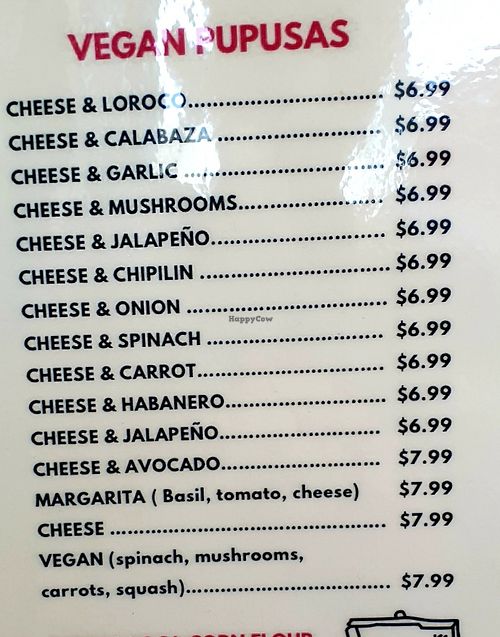 VEGAN PUPUSAS
CHEESE & LOROCO.............................. $6.99
CHEESE & CALABAZA......................... $6.99
CHEESE & GARLIC .............................. $6.99
CHEESE & MUSHROOMS...................... $6.99
CHEESE & JALAPEÑO.......................... $6.99
CHEESE & CHIPILIN ............................ $6.99
CHEESE & ONION .............................. $6.99
HappyCow
CHEESE & SPINACH ........................... $6.99
CHEESE & CARROT............................. $6.99
CHEESE & HABANERO........................ $6.99
CHEESE & JALAPEÑO......................... $6.99
CHEESE & AVOCADO......................... $7.99
MARGARITA ( Basil, tomato, cheese) $7.99
CHEESE .......................................... $7.99
VEGAN (spinach, mushrooms,
carrots, squash)................................ $7.99
CORN FLOUR